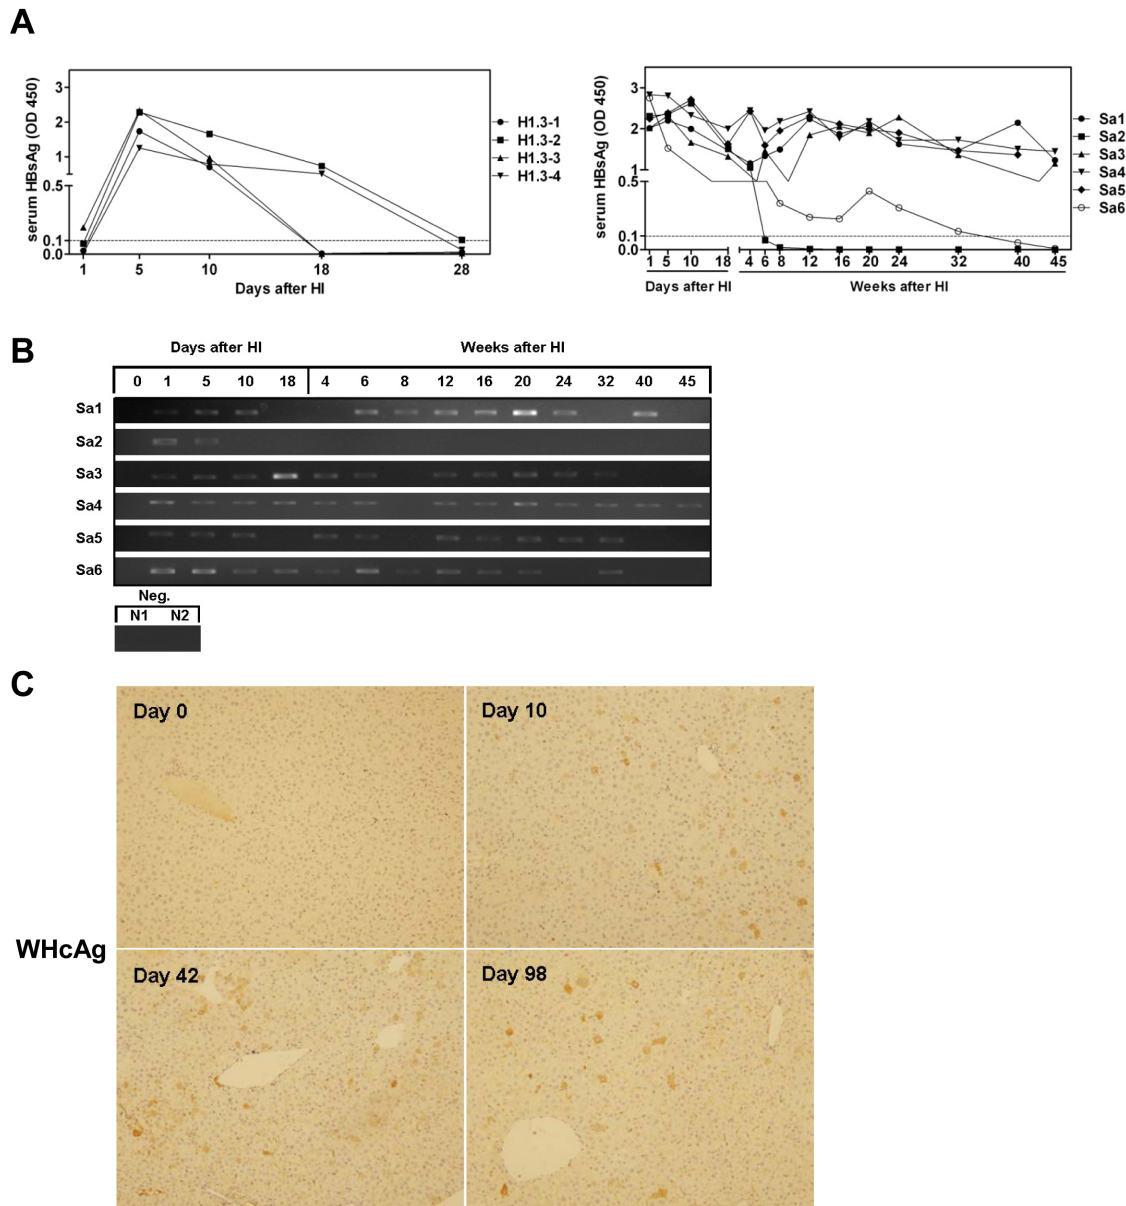 A
serum HBsAg (OD 450)
3
2
1
0.5
0.1
0.0
1 5 10 18 28
Days after HI
H1.3-1
H1.3-2
H1.3-3
H1.3-4
serum HBsAg (OD 450)
3
2
1
0.5
0.1
0.0
1 5 10 18 4 6 8 12 16 20 24 32 40 45
Days after HI Weeks after HI
Sa1
Sa2
Sa3
Sa4
Sa5
Sa6
B
Days after HI Weeks after HI
0 1 5 10 18 4 6 8 12 16 20 24 32 40 45
Sa1
Sa2
Sa3
Sa4
Sa5
Sa6
Neg.
N1 N2
C
WHcAg
Day 0
Day 10
Day 42
Day 98